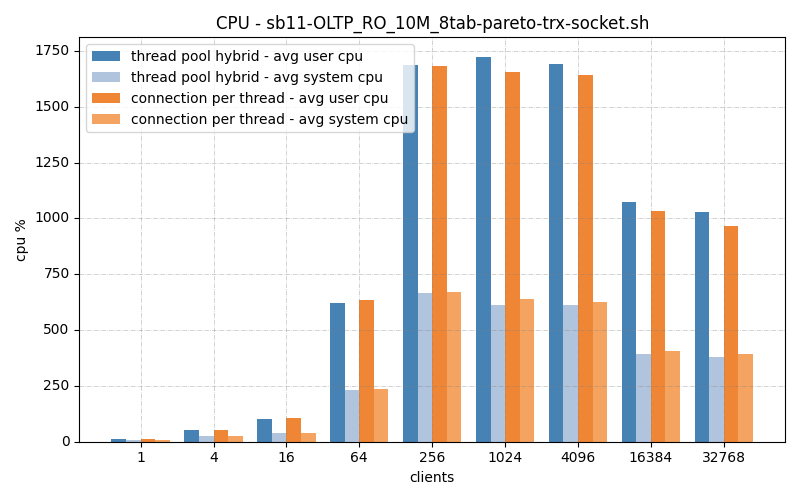 CPU - sb11-OLTP_RO_10M_8tab-pareto-trx-socket.sh
thread pool hybrid - avg user cpu
thread pool hybrid - avg system cpu
connection per thread - avg user cpu
connection per thread - avg system cpu
cpu %
1750
1500
1250
1000
750
500
250
0
1 4 16 64 256 1024 4096 16384 32768
clients